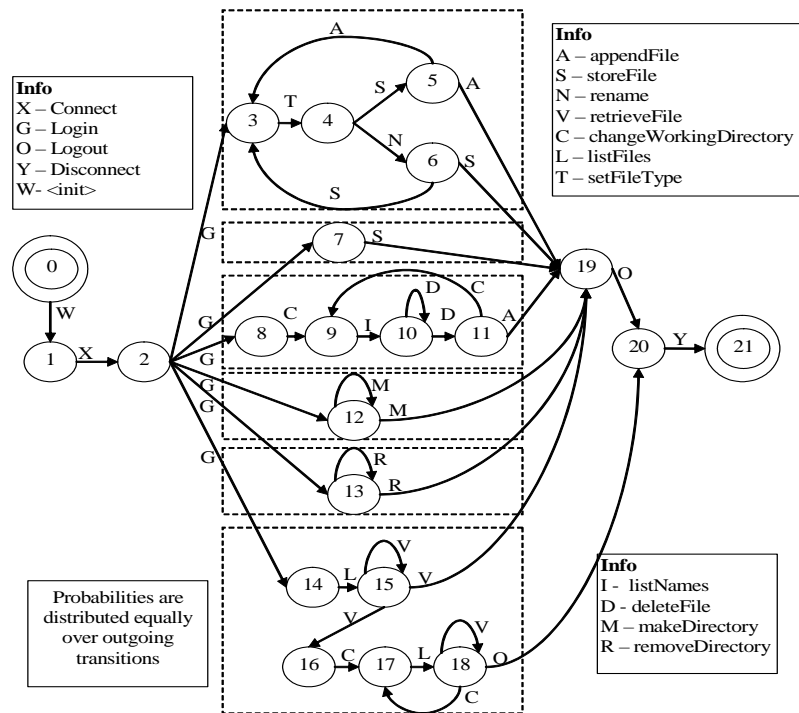 Info
X – Connect
G – Login
O – Logout
Y – Disconnect
W- <init>
Info
A – appendFile
S – storeFile
N – rename
V – retrieveFile
C – changeWorkingDirectory
L – listFiles
T – setFileType
A
3
T
4
S
5
A
N
6
S
S
G
7
S
19
O
0
W
1
X
2
G
G
8
C
9
I
10
D
D
11
C
A
20
Y
21
G
12
M
M
G
13
R
R
G
14
L
15
V
V
V
16
C
17
L
18
V
O
C
Probabilities are
distributed equally
over outgoing
transitions
Info
I - listNames
D - deleteFile
M – makeDirectory
R – removeDirectory